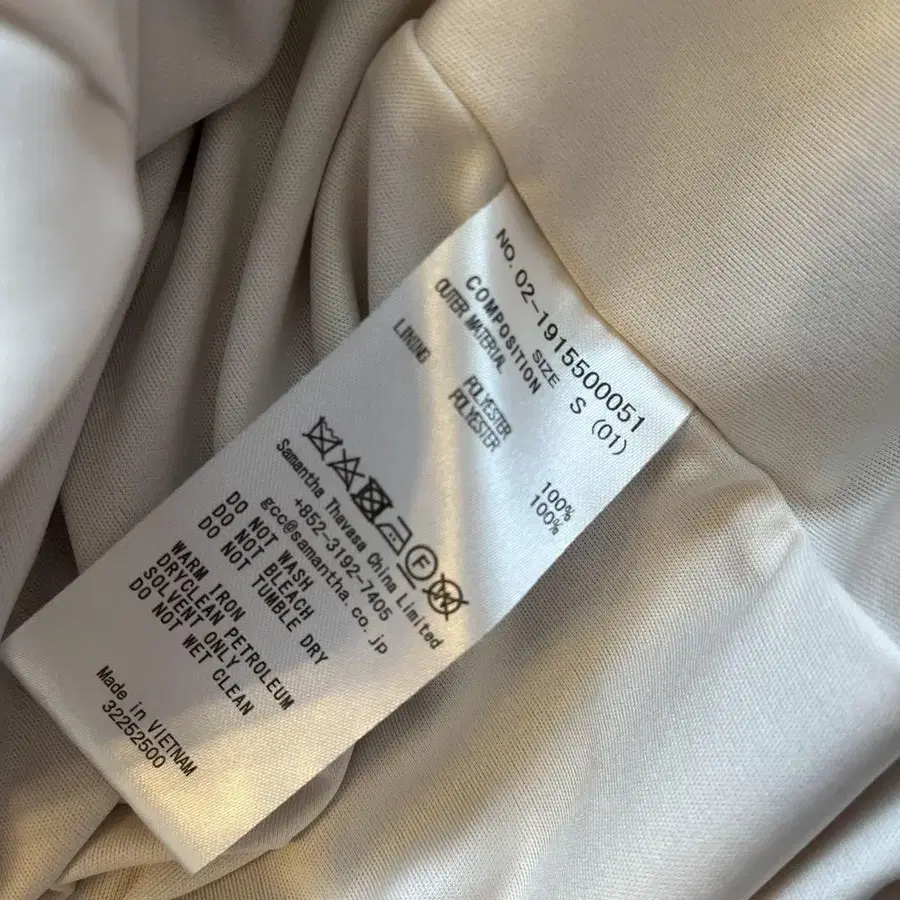 NO. 02-1915500051
SIZE S (01)
COMPOSITION
OUTER MATERIAL POLYESTER 100%
LINING POLYESTER 100%
F
W
Samantha Thavasa China Limited
+852-3192-7405
gcc@samantha.co.jp
DO NOT WASH
DO NOT BLEACH
DO NOT TUMBLE DRY
WARM IRON
DRYCLEAN PETROLEUM
SOLVENT ONLY
DO NOT WET CLEAN
Made in VIETNAM
32252500